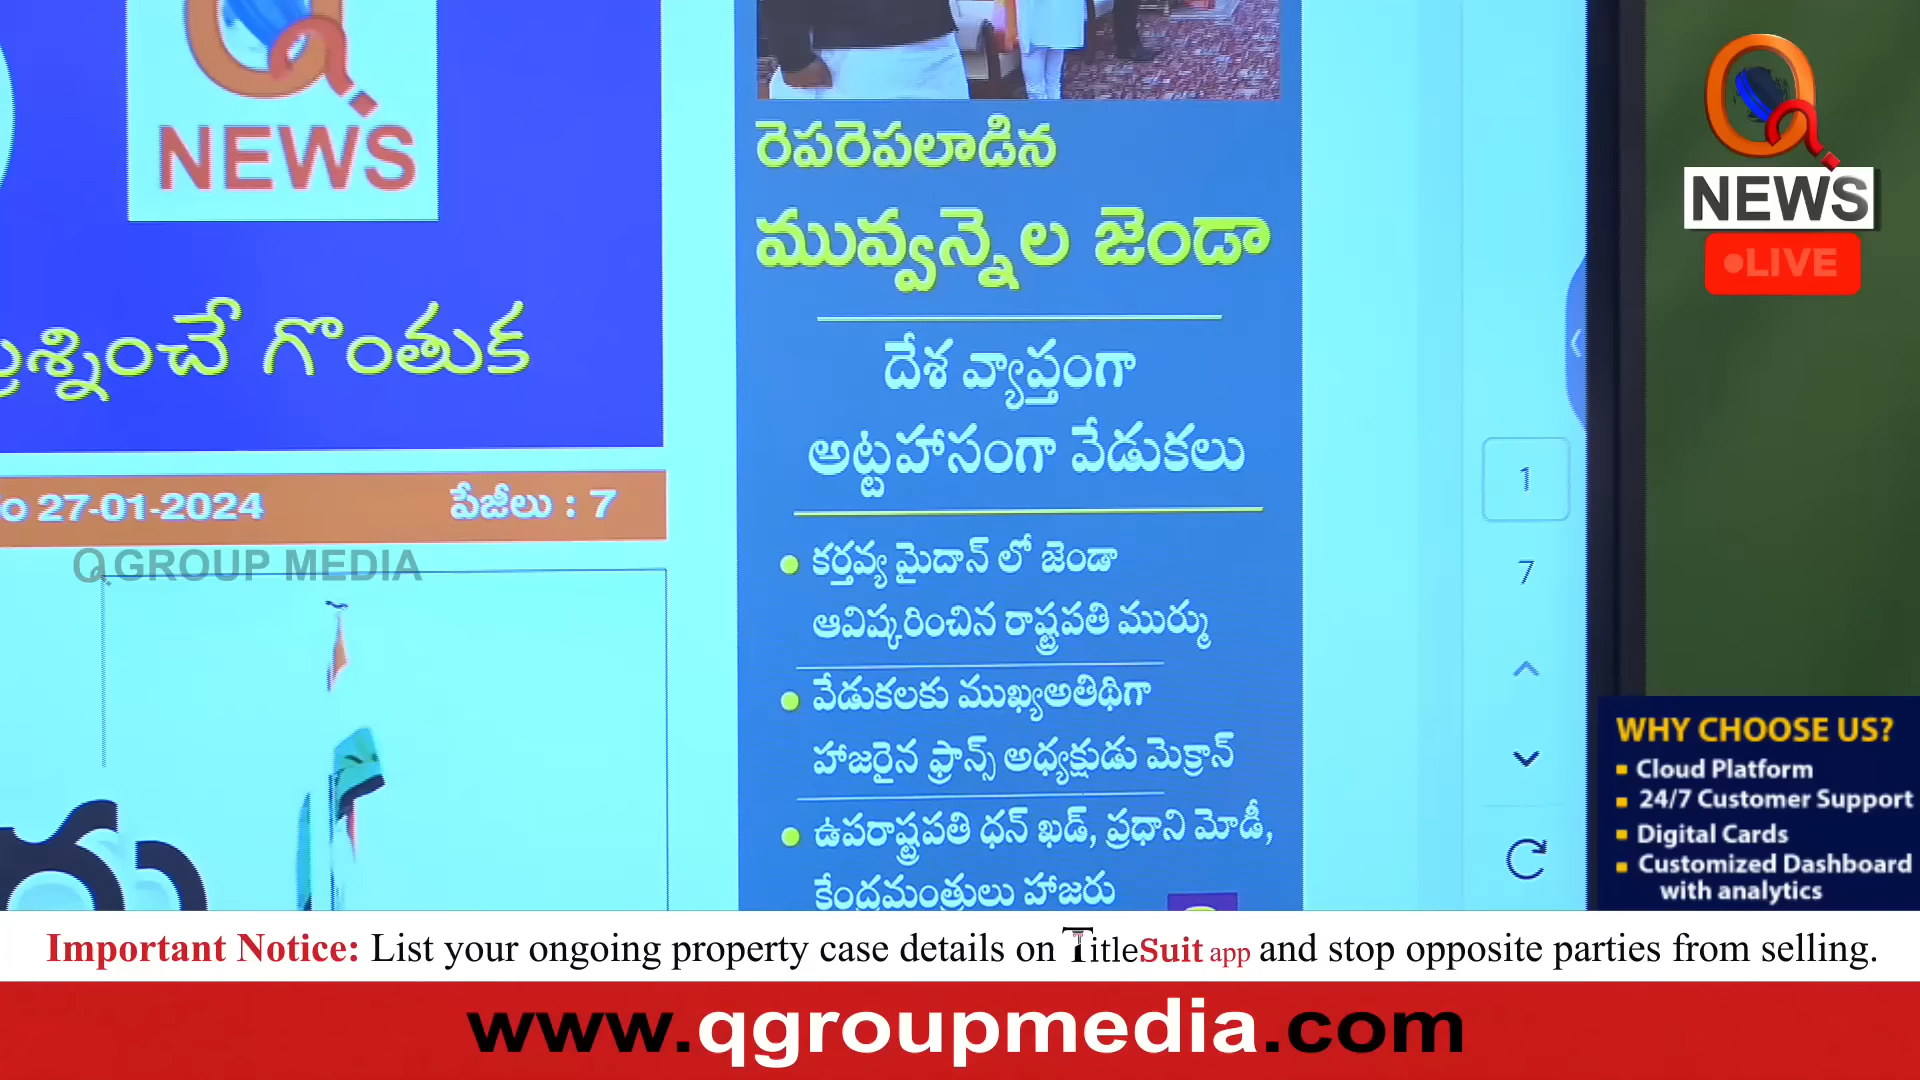 NEWS
గొంతుక
27-01-2024 పేజీలు : 7
Q GROUP MEDIA
రెపరెపలాడిన
మువ్వన్నెల జెండా
దేశ వ్యాప్తంగా
అట్టహాసంగా వేడుకలు
కర్తవ్య మైదాన్ లో జెండా
ఆవిష్కరించిన రాష్ట్రపతి ముర్ము
వేడుకలకు ముఖ్యఅతిథిగా
హాజరైన ఫ్రాన్స్ అధ్యక్షుడు మెక్రాన్
ఉపరాష్ట్రపతి ధన్ ఖడ్, ప్రధాని మోడీ,
కేంద్రమంత్రులు హాజరు
1
7
NEWS
LIVE
WHY CHOOSE US?
Cloud Platform
24/7 Customer Support
Digital Cards
Customized Dashboard
with analytics
Important Notice: List your ongoing property case details on TitleSuit app and stop opposite parties from selling.
www.qgroupmedia.com